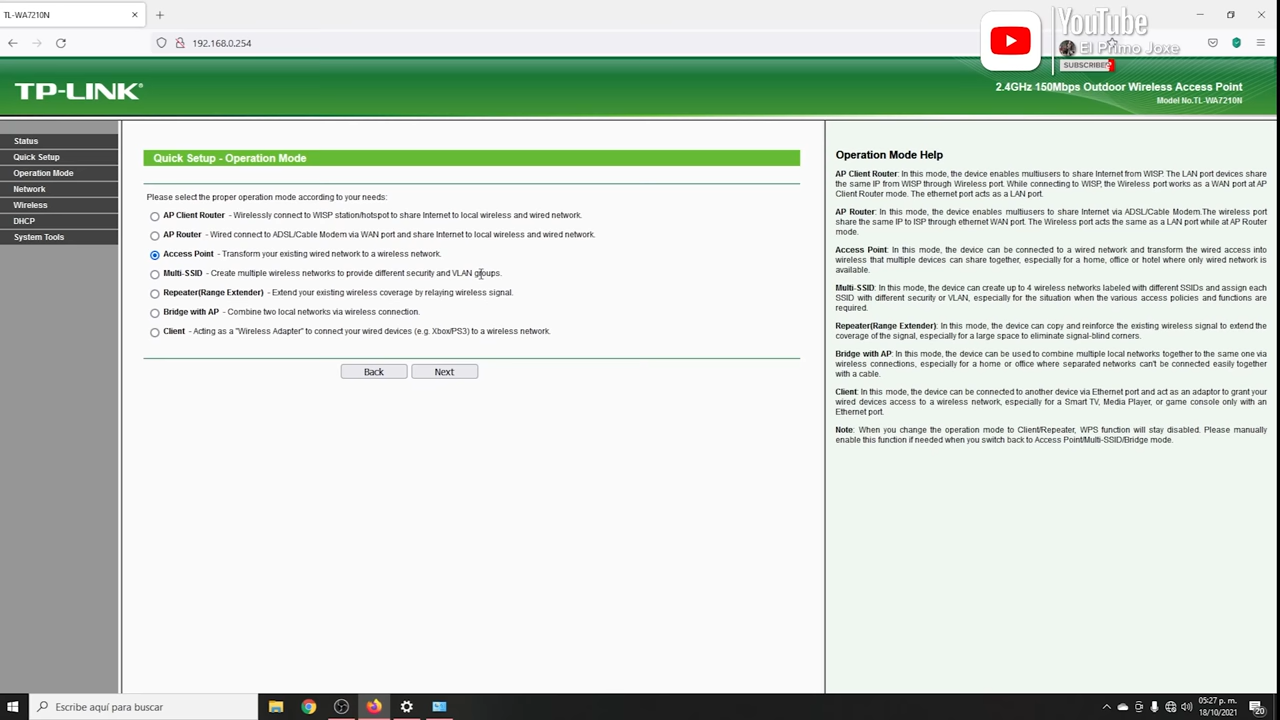 TL-WA7210N
192.168.0.254
YouTube
El Primo Joxe
SUBSCRIBE
TP-LINK®
2.4GHz 150Mbps Outdoor Wireless Access Point
Model No.TL-WA7210N
Status
Quick Setup
Operation Mode
Network
Wireless
DHCP
System Tools
Quick Setup - Operation Mode
Please select the proper operation mode according to your needs:
AP Client Router - Wirelessly connect to WISP station/hotspot to share Internet to local wireless and wired network.
AP Router - Wired connect to ADSL/Cable Modem via WAN port and share Internet to local wireless and wired network.
Access Point - Transform your existing wired network to a wireless network.
Multi-SSID - Create multiple wireless networks to provide different security and VLAN groups.
Repeater(Range Extender) - Extend your existing wireless coverage by relaying wireless signal.
Bridge with AP - Combine two local networks via wireless connection.
Client - Acting as a "Wireless Adapter" to connect your wired devices (e.g. Xbox/PS3) to a wireless network.
Back
Next
Operation Mode Help
AP Client Router: In this mode, the device enables multiusers to share Internet from WISP. The LAN port devices share
the same IP from WISP through Wireless port. While connecting to WISP, the Wireless port works as a WAN port at AP
Client Router mode. The ethernet port acts as a LAN port.
AP Router: In this mode, the device enables multiusers to share Internet via ADSL/Cable Modem.The wireless port
share the same IP to ISP through ethernet WAN port. The Wireless port acts the same as a LAN port while at AP Router
mode.
Access Point: In this mode, the device can be connected to a wired network and transform the wired access into
wireless that multiple devices can share together, especially for a home, office or hotel where only wired network is
available.
Multi-SSID: In this mode, the device can create up to 4 wireless networks labeled with different SSIDs and assign each
SSID with different security or VLAN, especially for the situation when the various access policies and functions are
required.
Repeater(Range Extender): In this mode, the device can copy and reinforce the existing wireless signal to extend the
coverage of the signal, especially for a large space to eliminate signal-blind corners.
Bridge with AP: In this mode, the device can be used to combine multiple local networks together to the same one via
wireless connections, especially for a home or office where separated networks can't be connected easily together
with a cable.
Client: In this mode, the device can be connected to another device via Ethernet port and act as an adaptor to grant your
wired devices access to a wireless network, especially for a Smart TV, Media Player, or game console only with an
Ethernet port.
Note: When you change the operation mode to Client/Repeater, WPS function will stay disabled. Please manually
enable this function if needed when you switch back to Access Point/Multi-SSID/Bridge mode.
Escribe aquí para buscar
05:27 p. m.
18/10/2021
20